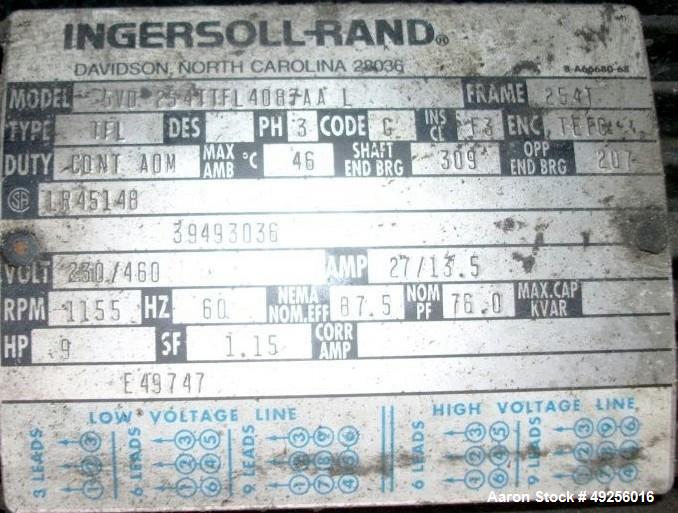 INGERSOLL-RAND®
DAVIDSON, NORTH CAROLINA 28036
MODEL 5VD 254TTFL4087AA L FRAME 254T
TYPE TFL DES PH 3 CODE G INS CL F3 ENC TEFC
DUTY CONT AOM MAX AMB °C 46 SHAFT END BRG 309 OPP END BRG 207
LR45148
39493036
VOLT 230/460 AMP 27/13.5
RPM 1155 HZ 60 NEMA NOM.EFF 87.5 NOM PF 76.0 MAX.CAP KVAR
HP 9 SF 1.15 CORR AMP
E49747
LOW VOLTAGE LINE HIGH VOLTAGE LINE
3 LEADS 6 LEADS 9 LEADS 6 LEADS 9 LEADS
Aaron Stock # 49256016